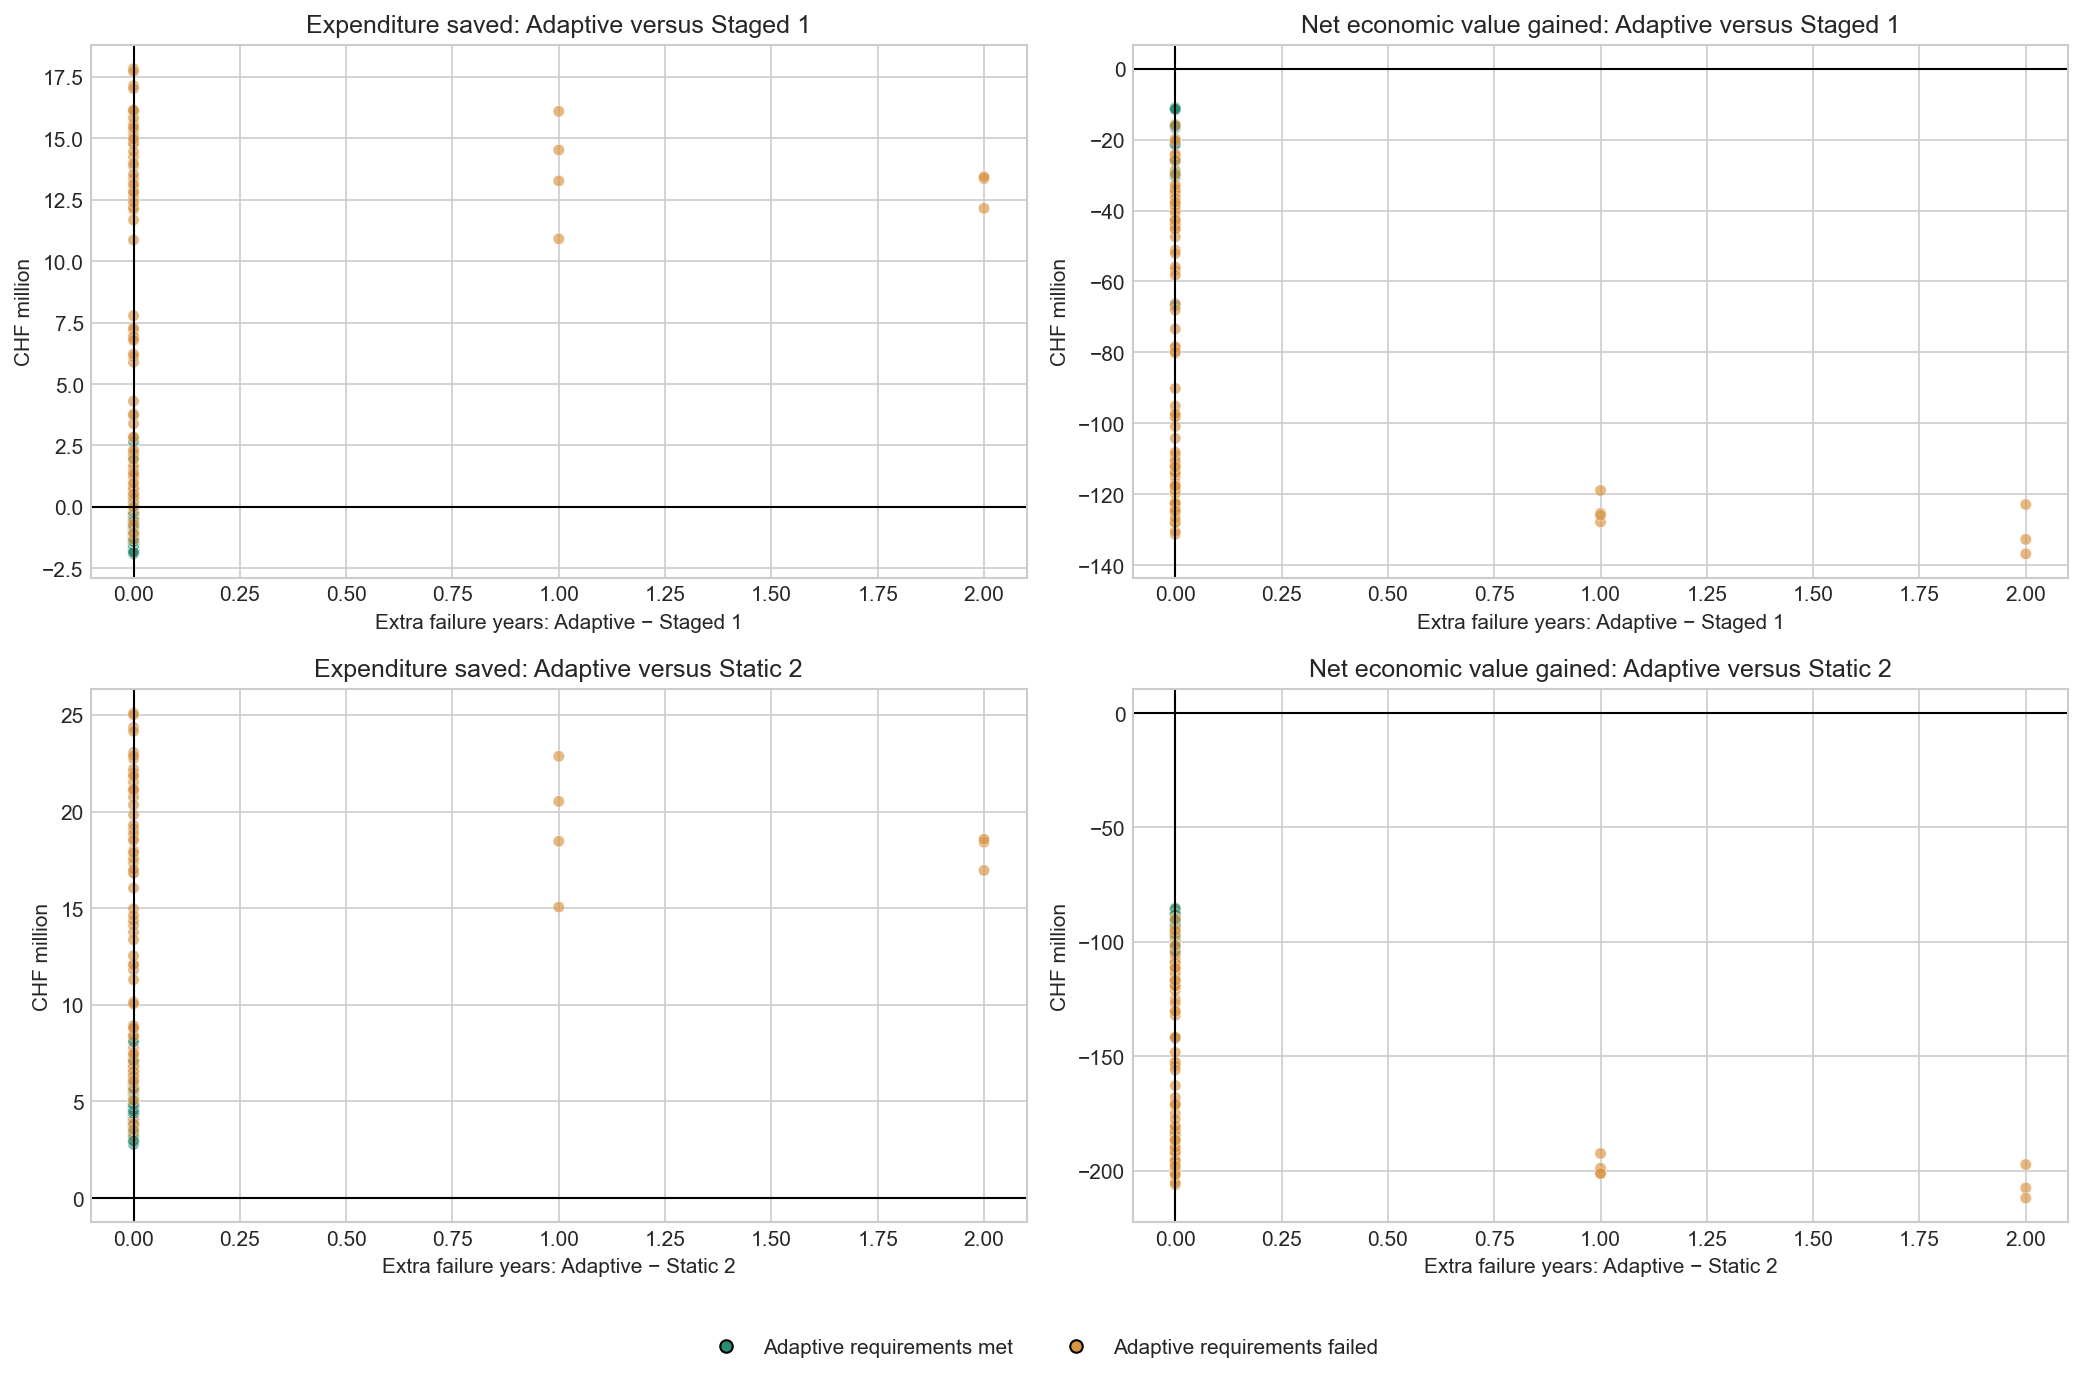 Expenditure saved: Adaptive versus Staged 1
CHF million
17.5
15.0
12.5
10.0
7.5
5.0
2.5
0.0
−2.5
0.00 0.25 0.50 0.75 1.00 1.25 1.50 1.75 2.00
Extra failure years: Adaptive − Staged 1
Net economic value gained: Adaptive versus Staged 1
CHF million
0
−20
−40
−60
−80
−100
−120
−140
0.00 0.25 0.50 0.75 1.00 1.25 1.50 1.75 2.00
Extra failure years: Adaptive − Staged 1
Expenditure saved: Adaptive versus Static 2
CHF million
25
20
15
10
5
0
0.00 0.25 0.50 0.75 1.00 1.25 1.50 1.75 2.00
Extra failure years: Adaptive − Static 2
Net economic value gained: Adaptive versus Static 2
CHF million
0
−50
−100
−150
−200
0.00 0.25 0.50 0.75 1.00 1.25 1.50 1.75 2.00
Extra failure years: Adaptive − Static 2
Adaptive requirements met
Adaptive requirements failed